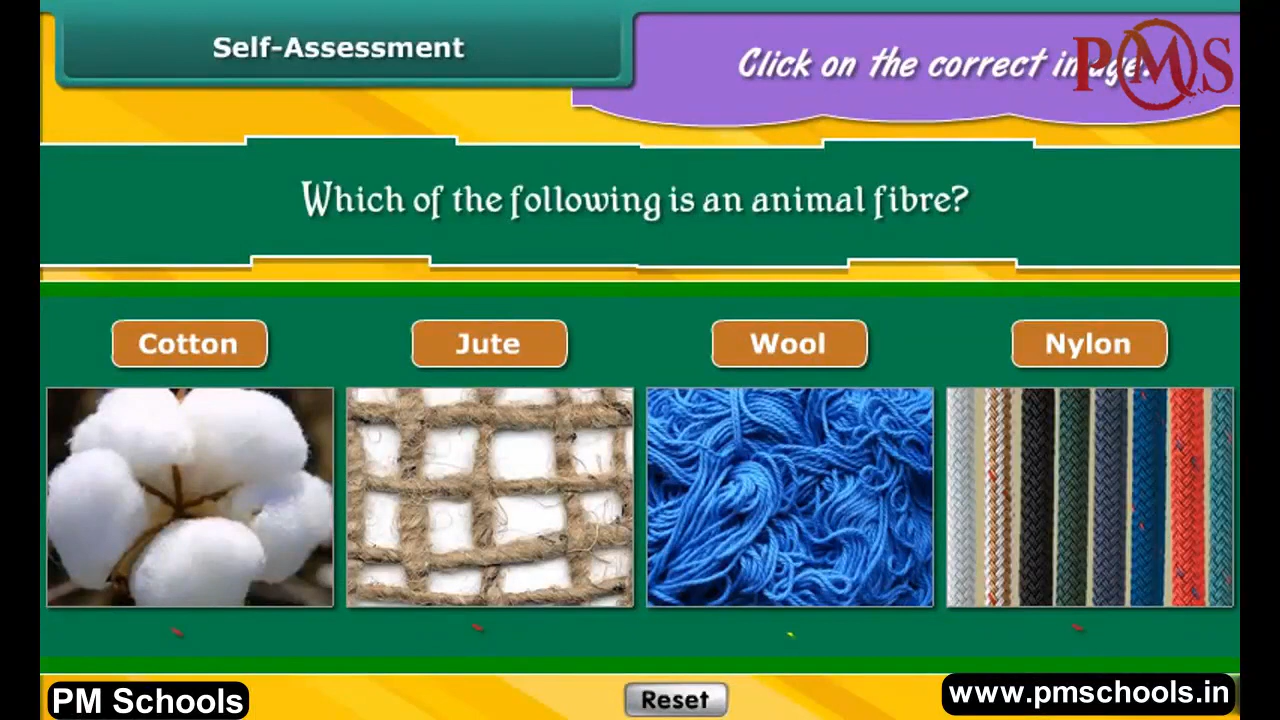 Self-Assessment
Click on the correct image.
PMS
Which of the following is an animal fibre?
Cotton
Jute
Wool
Nylon
PM Schools
Reset
www.pmschools.in